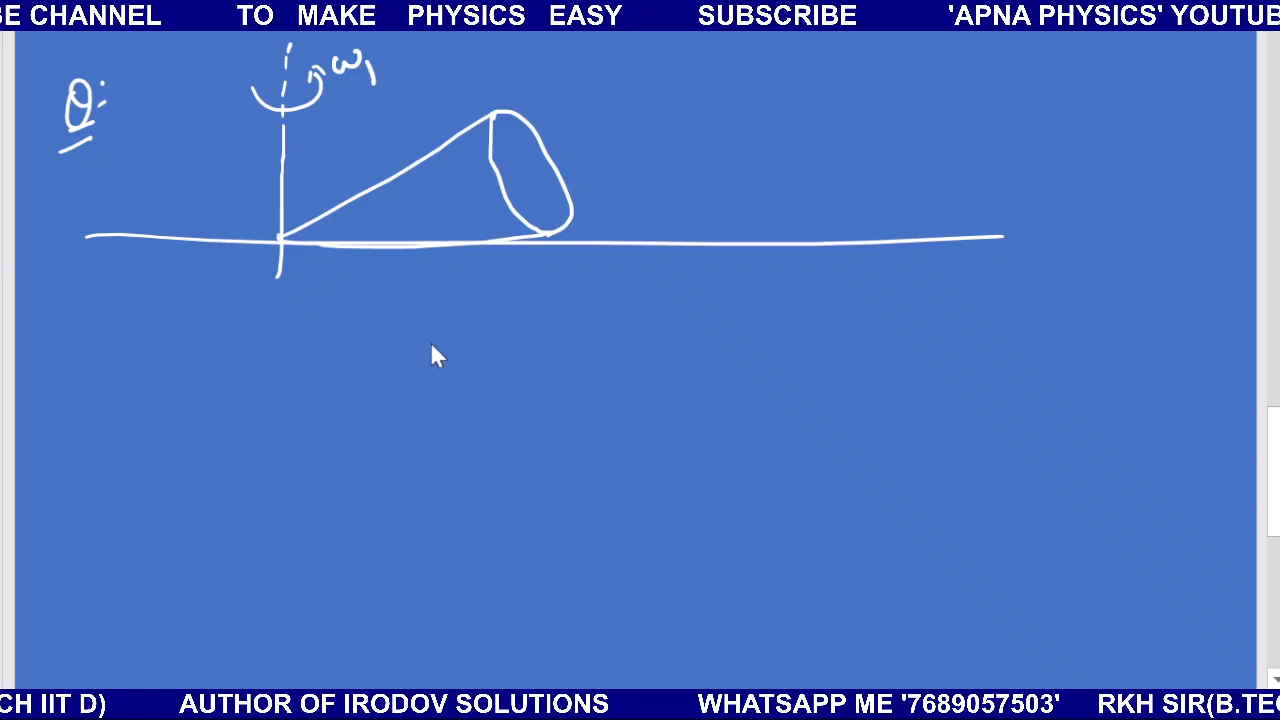 BE CHANNEL TO MAKE PHYSICS EASY SUBSCRIBE 'APNA PHYSICS' YOUTUB
Q:
ω₁
CH IIT D) AUTHOR OF IRODOV SOLUTIONS WHATSAPP ME '7689057503' RKH SIR(B.TE